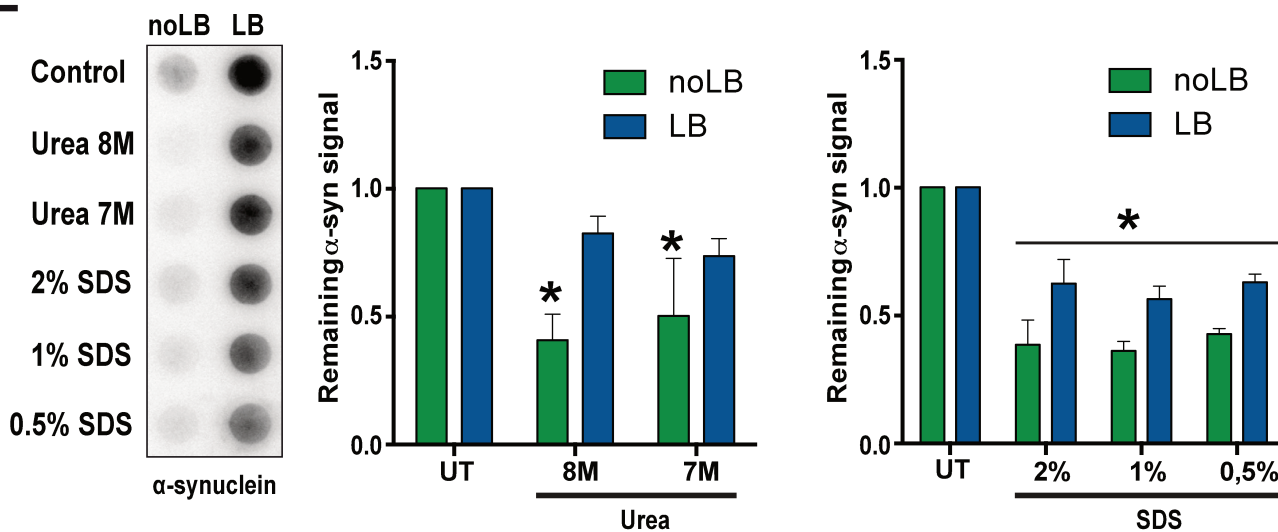 noLB LB
Control
Urea 8M
Urea 7M
2% SDS
1% SDS
0.5% SDS
α-synuclein
Remaining α-syn signal
1.5
1.0
0.5
0.0
noLB
LB
*
*
UT 8M 7M
Urea
Remaining α-syn signal
1.5
1.0
0.5
0.0
noLB
LB
*
UT 2% 1% 0,5%
SDS